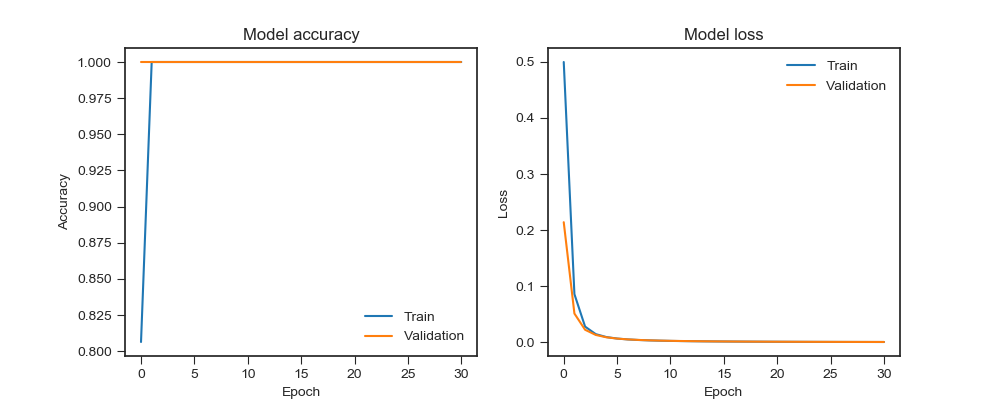 Model accuracy
1.000
0.975
0.950
0.925
0.900
0.875
0.850
0.825
0.800
Accuracy
0 5 10 15 20 25 30
Epoch
Train
Validation
Model loss
0.5
0.4
0.3
0.2
0.1
0.0
Loss
0 5 10 15 20 25 30
Epoch
Train
Validation